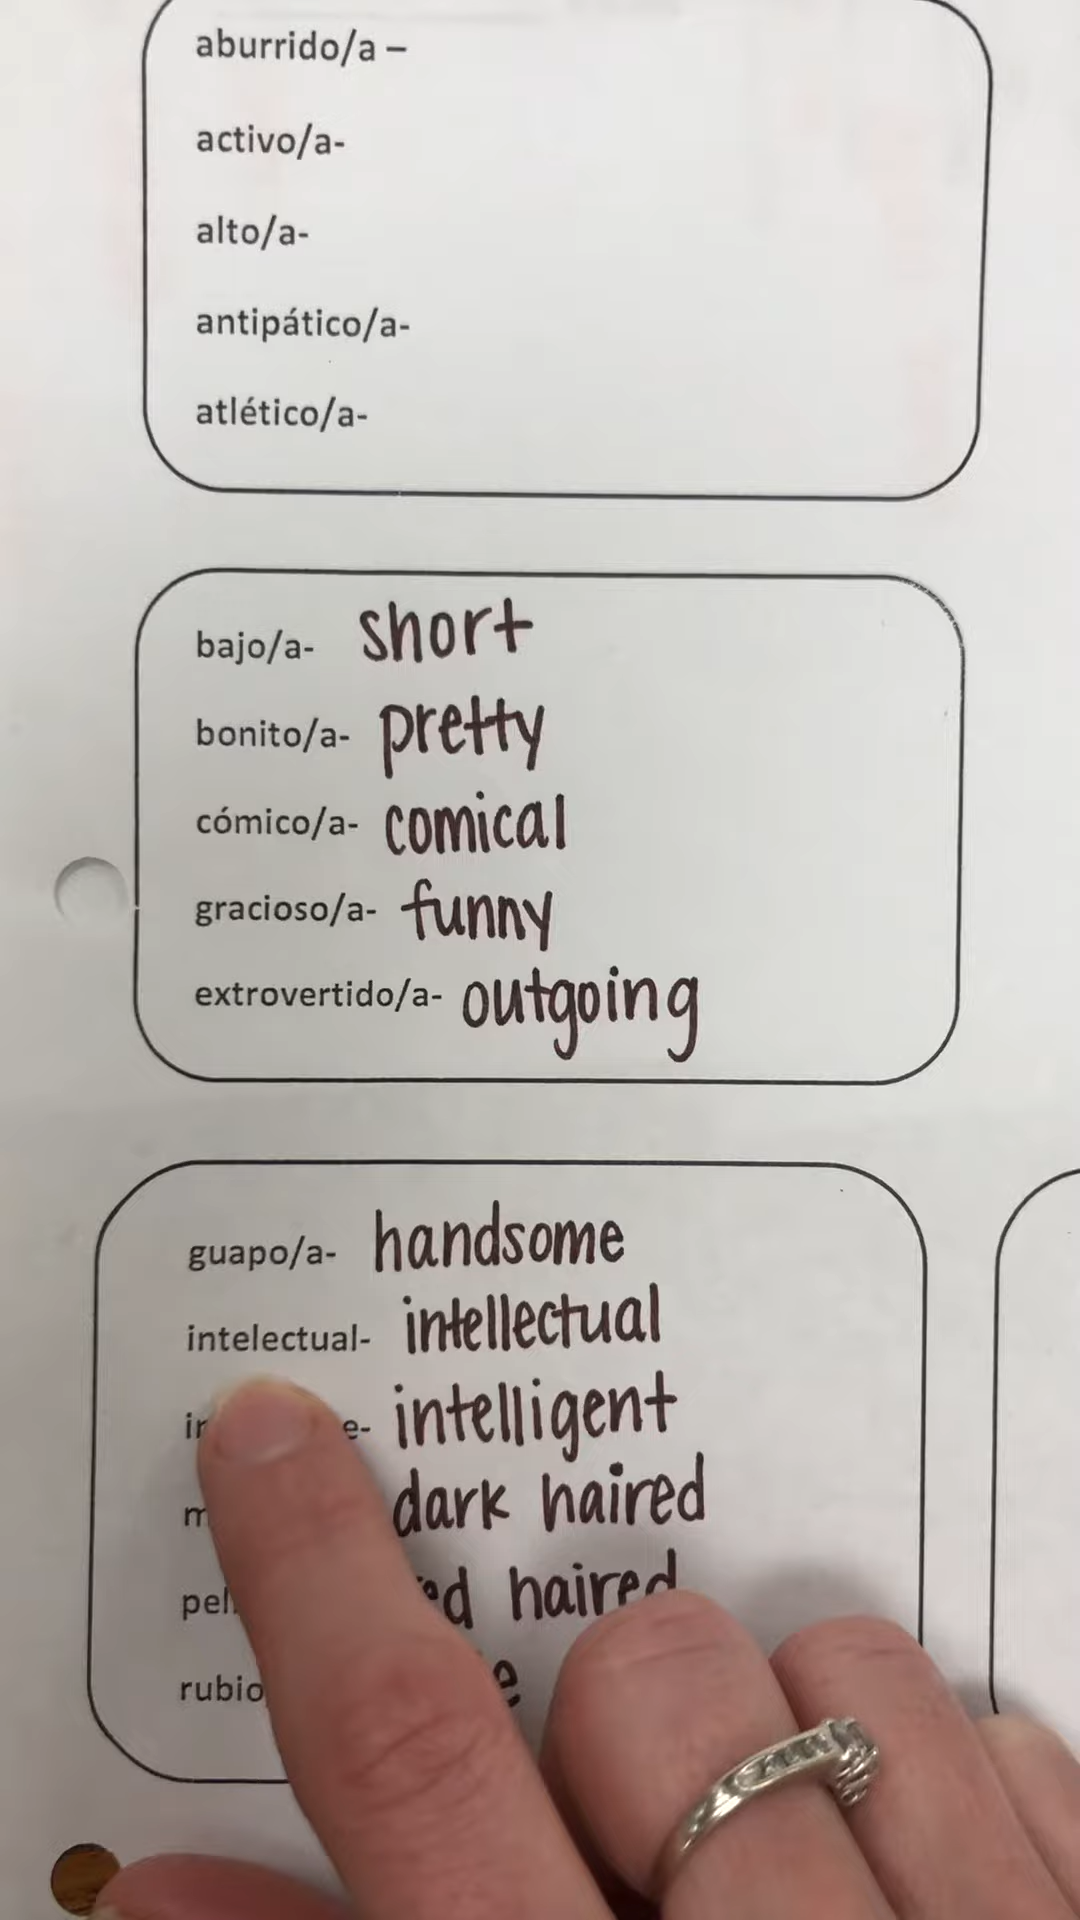 aburrido/a –
activo/a-
alto/a-
antipático/a-
atlético/a-
bajo/a- short
bonito/a- pretty
cómico/a- comical
gracioso/a- funny
extrovertido/a- outgoing
guapo/a- handsome
intelectual- intellectual
intelligent
dark haired
haired
rubio